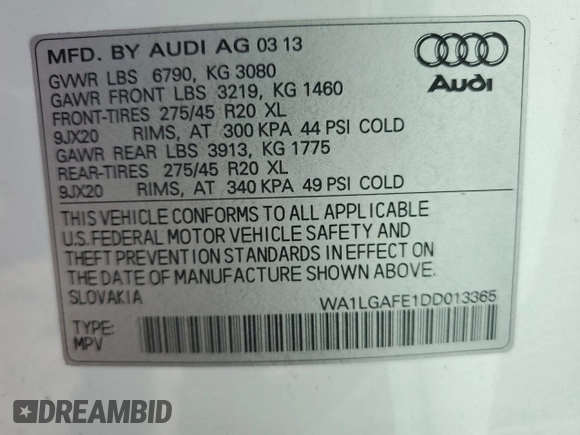 MFD. BY AUDI AG 03 13
GVWR LBS 6790, KG 3080
GAWR FRONT LBS 3219, KG 1460
FRONT-TIRES 275/45 R20 XL
9JX20 RIMS, AT 300 KPA 44 PSI COLD
GAWR REAR LBS 3913, KG 1775
REAR-TIRES 275/45 R20 XL
9JX20 RIMS, AT 340 KPA 49 PSI COLD
Audi
THIS VEHICLE CONFORMS TO ALL APPLICABLE
U.S. FEDERAL MOTOR VEHICLE SAFETY AND
THEFT PREVENTION STANDARDS IN EFFECT ON
THE DATE OF MANUFACTURE SHOWN ABOVE.
SLOVAKIA WA1LGAFE1DD013365
TYPE:
MPV
DREAMBID